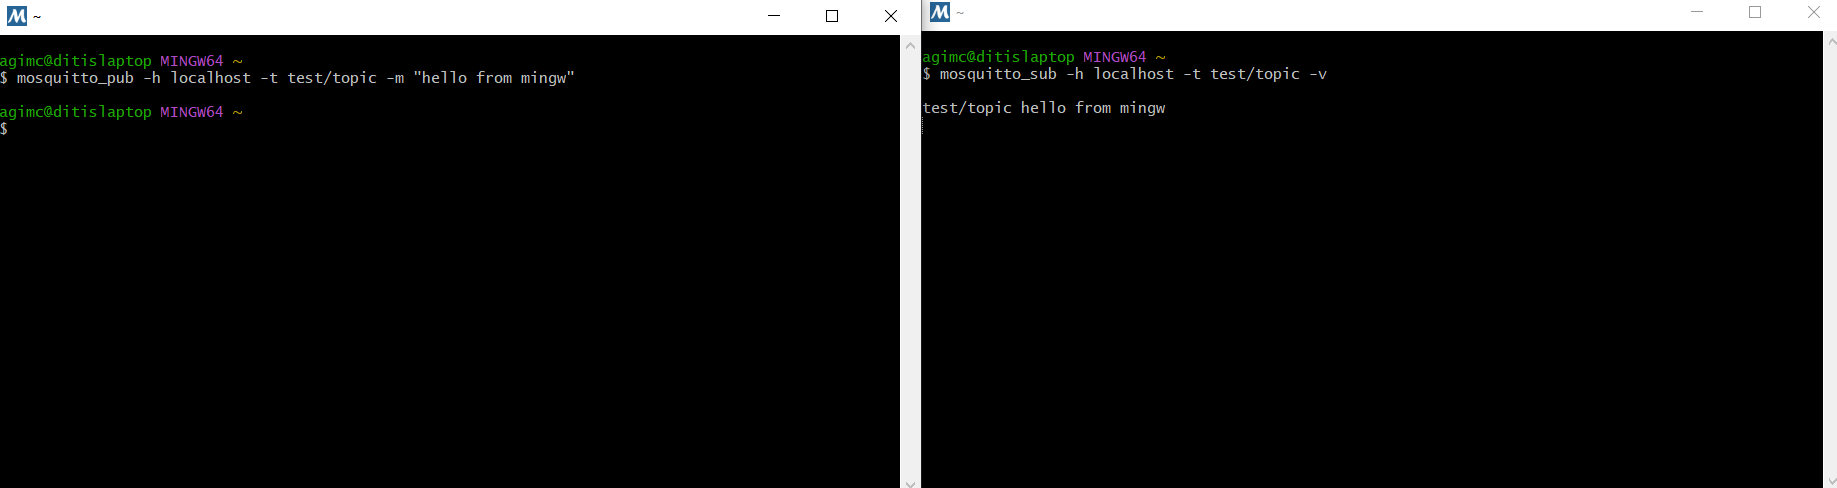 ~
agimc@ditislaptop MINGW64 ~
$ mosquitto_pub -h localhost -t test/topic -m "hello from mingw"
agimc@ditislaptop MINGW64 ~
$
~
agimc@ditislaptop MINGW64 ~
$ mosquitto_sub -h localhost -t test/topic -v
test/topic hello from mingw